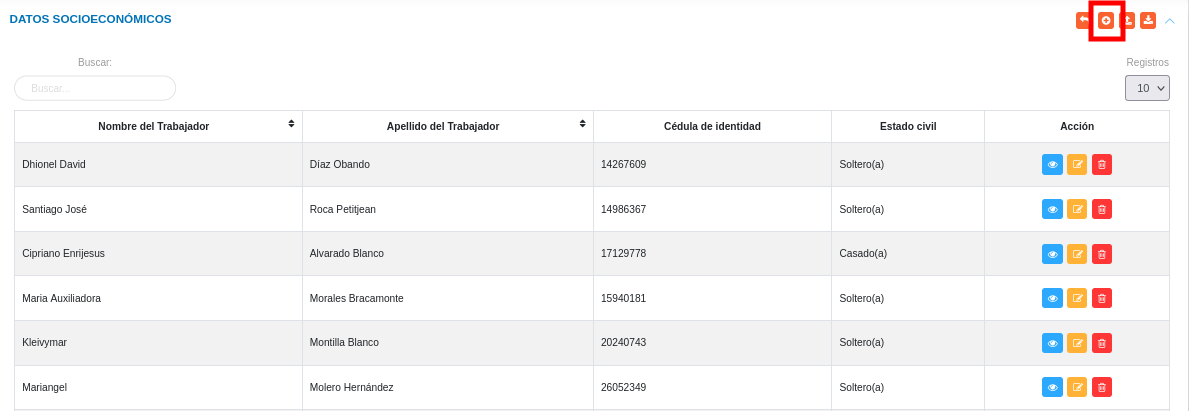 DATOS SOCIOECONÓMICOS
Buscar:
Registros
Buscar...
10
Nombre del Trabajador Apellido del Trabajador Cédula de identidad Estado civil Acción
Dhionel David Díaz Obando 14267609 Soltero(a)
Santiago José Roca Petitjean 14986367 Soltero(a)
Cipriano Enrijesus Alvarado Blanco 17129778 Casado(a)
Maria Auxiliadora Morales Bracamonte 15940181 Soltero(a)
Kleivymar Montilla Blanco 20240743 Soltero(a)
Mariangel Molero Hernández 26052349 Soltero(a)